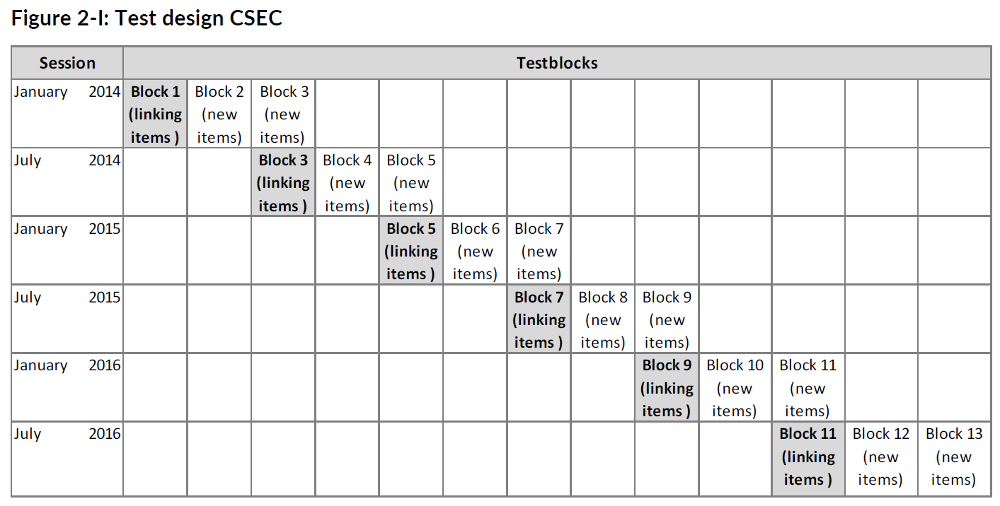 Figure 2-I: Test design CSEC
Session Testblocks
January 2014 Block 1 Block 2 Block 3
(linking (new (new
items ) items) items)
July 2014 Block 3 Block 4 Block 5
(linking (new (new
items ) items) items)
January 2015 Block 5 Block 6 Block 7
(linking (new (new
items ) items) items)
July 2015 Block 7 Block 8 Block 9
(linking (new (new
items ) items) items)
January 2016 Block 9 Block 10 Block 11
(linking (new (new
items ) items) items)
July 2016 Block 11 Block 12 Block 13
(linking (new (new
items ) items) items)